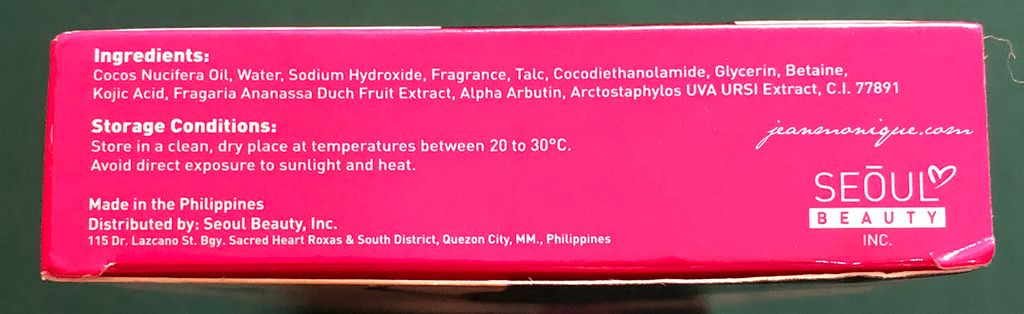 Ingredients:
Cocos Nucifera Oil, Water, Sodium Hydroxide, Fragrance, Talc, Cocodiethanolamide, Glycerin, Betaine,
Kojic Acid, Fragaria Ananassa Duch Fruit Extract, Alpha Arbutin, Arctostaphylos UVA URSI Extract, C.I. 77891
Storage Conditions:
Store in a clean, dry place at temperatures between 20 to 30°C.
Avoid direct exposure to sunlight and heat.
Made in the Philippines
Distributed by: Seoul Beauty, Inc.
115 Dr. Lazcano St. Bgy. Sacred Heart Roxas & South District, Quezon City, MM., Philippines
jeanmonique.com
SEŌUL
BEAUTY
INC.